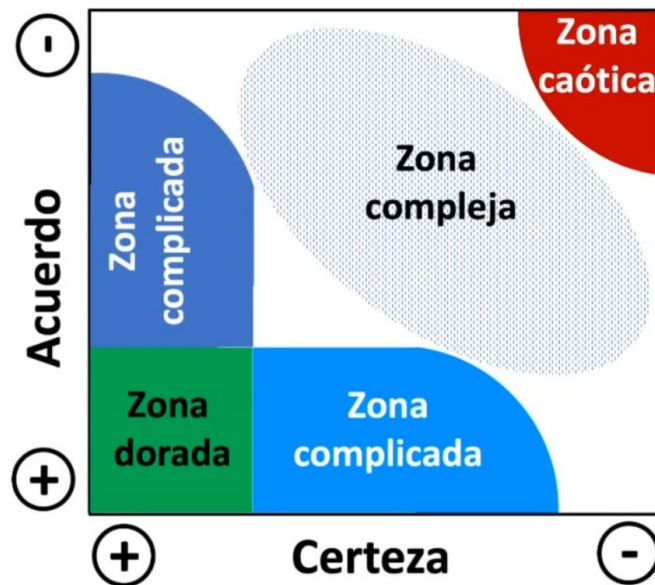 -
Zona
caótica
Zona
compleja
Zona
complicada
Acuerdo
Zona
dorada
Zona
complicada
+
+
Certeza
-